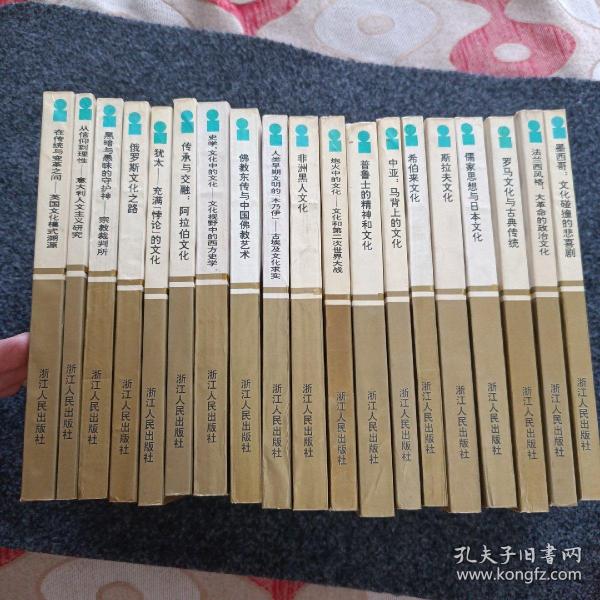 在传统与变革之间 英国文化模式溯源
浙江人民出版社
从信仰到理性 意大利人文主义研究
浙江人民出版社
黑暗与愚昧的守护神 宗教裁判所
浙江人民出版社
俄罗斯文化之路
浙江人民出版社
犹太 充满“悖论”的文化
浙江人民出版社
传承与交融：阿拉伯文化
浙江人民出版社
史学：文化中的文化——文化视野中的西方史学
浙江人民出版社
佛教东传与中国佛教艺术
浙江人民出版社
人类早期文明的“木乃伊”——古埃及文化求实
浙江人民出版社
非洲黑人文化
浙江人民出版社
炮火中的文化——文化和第二次世界大战
浙江人民出版社
普鲁士的精神和文化
浙江人民出版社
中亚：马背上的文化
浙江人民出版社
希伯来文化
浙江人民出版社
斯拉夫文化
浙江人民出版社
儒家思想与日本文化
浙江人民出版社
罗马文化与古典传统
浙江人民出版社
法兰西风格：大革命的政治文化
浙江人民出版社
墨西哥：文化碰撞的悲喜剧
浙江人民出版社
孔夫子旧书网
www.kongfz.com